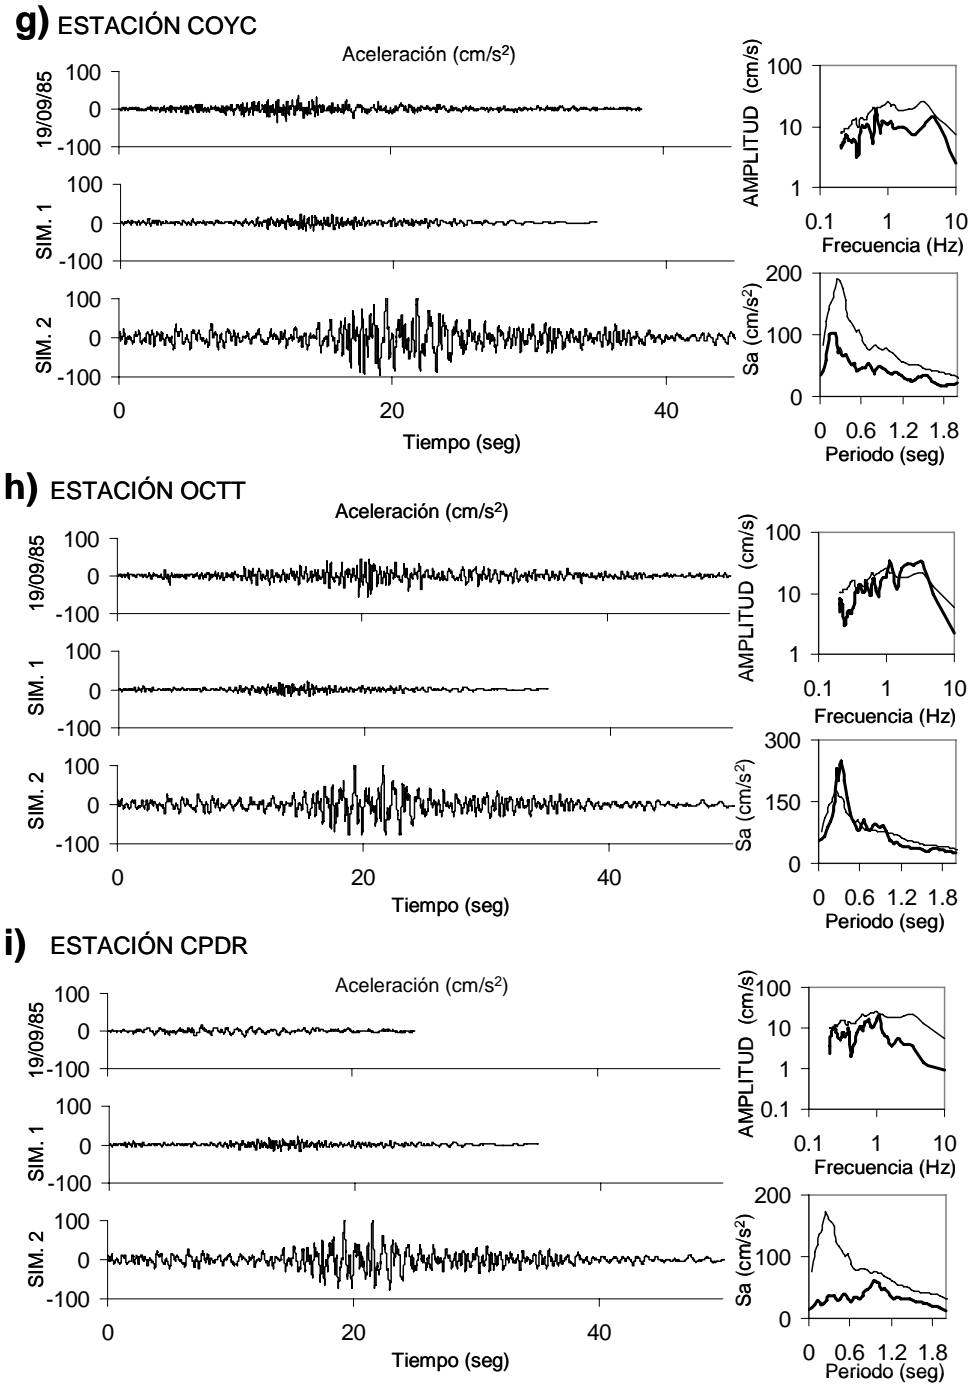 g) ESTACIÓN COYC
Aceleración (cm/s²)
19/09/85
100
0
-100
SIM. 1
100
0
-100
SIM. 2
100
0
-100
0 20 40
Tiempo (seg)
AMPLITUD (cm/s)
100
10
1
0.1 1 10
Frecuencia (Hz)
Sa (cm/s²)
200
100
0
0 0.6 1.2 1.8
Periodo (seg)
h) ESTACIÓN OCTT
Aceleración (cm/s²)
19/09/85
100
0
-100
SIM. 1
100
0
-100
SIM. 2
100
0
-100
0 20 40
Tiempo (seg)
AMPLITUD (cm/s)
100
10
1
0.1 1 10
Frecuencia (Hz)
Sa (cm/s²)
300
150
0
0 0.6 1.2 1.8
Periodo (seg)
i) ESTACIÓN CPDR
Aceleración (cm/s²)
19/09/85
100
0
-100
SIM. 1
100
0
-100
SIM. 2
100
0
-100
0 20 40
Tiempo (seg)
AMPLITUD (cm/s)
100
10
1
0.1
0.1 1 10
Frecuencia (Hz)
Sa (cm/s²)
200
100
0
0 0.6 1.2 1.8
Periodo (seg)